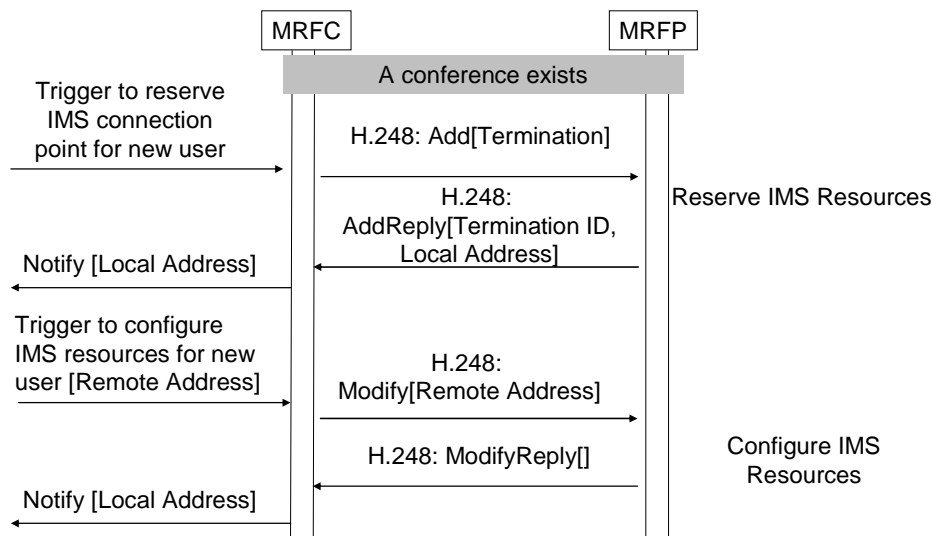 MRFC
MRFP
A conference exists
Trigger to reserve
IMS connection
point for new user
H.248: Add[Termination]
Reserve IMS Resources
H.248:
AddReply[Termination ID,
Local Address]
Notify [Local Address]
Trigger to configure
IMS resources for new
user [Remote Address]
H.248:
Modify[Remote Address]
Configure IMS
Resources
H.248: ModifyReply[]
Notify [Local Address]